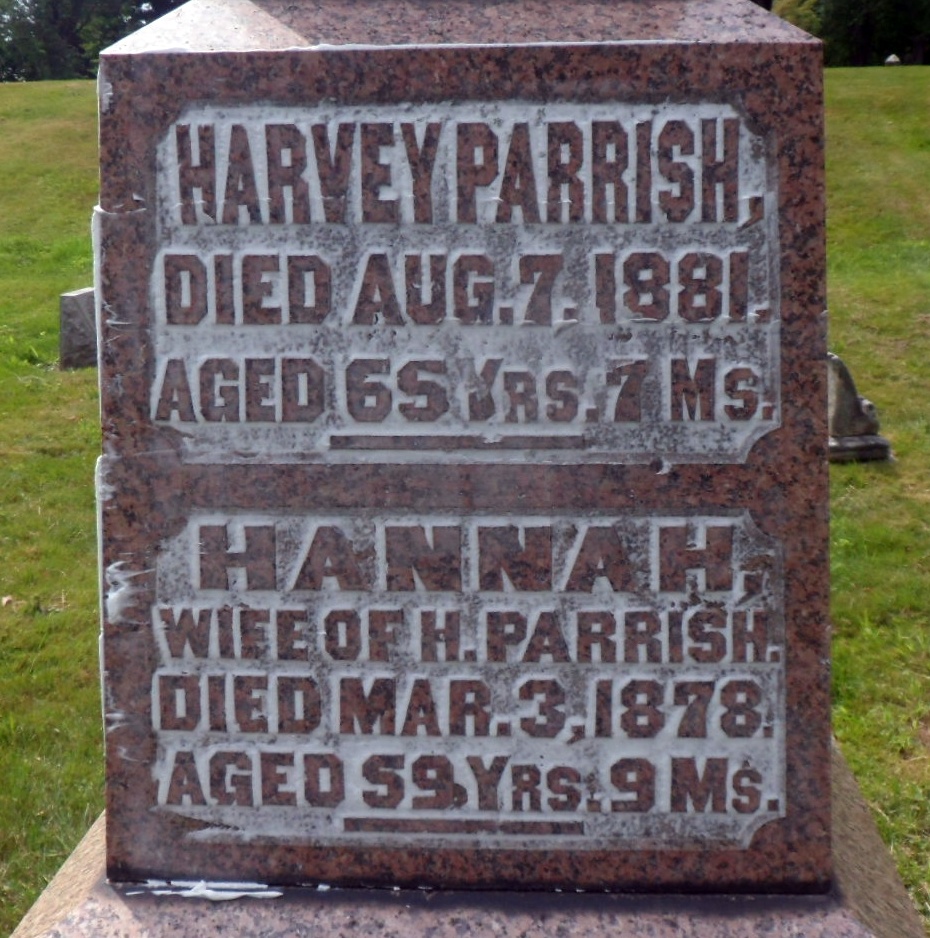 HARVEY PARRISH,
DIED AUG. 7. 1881.
AGED 65 YRS. 7 MS.
HANNAH,
WIFE OF H. PARRISH.
DIED MAR. 3, 1878.
AGED 59 YRS. 9 MS.